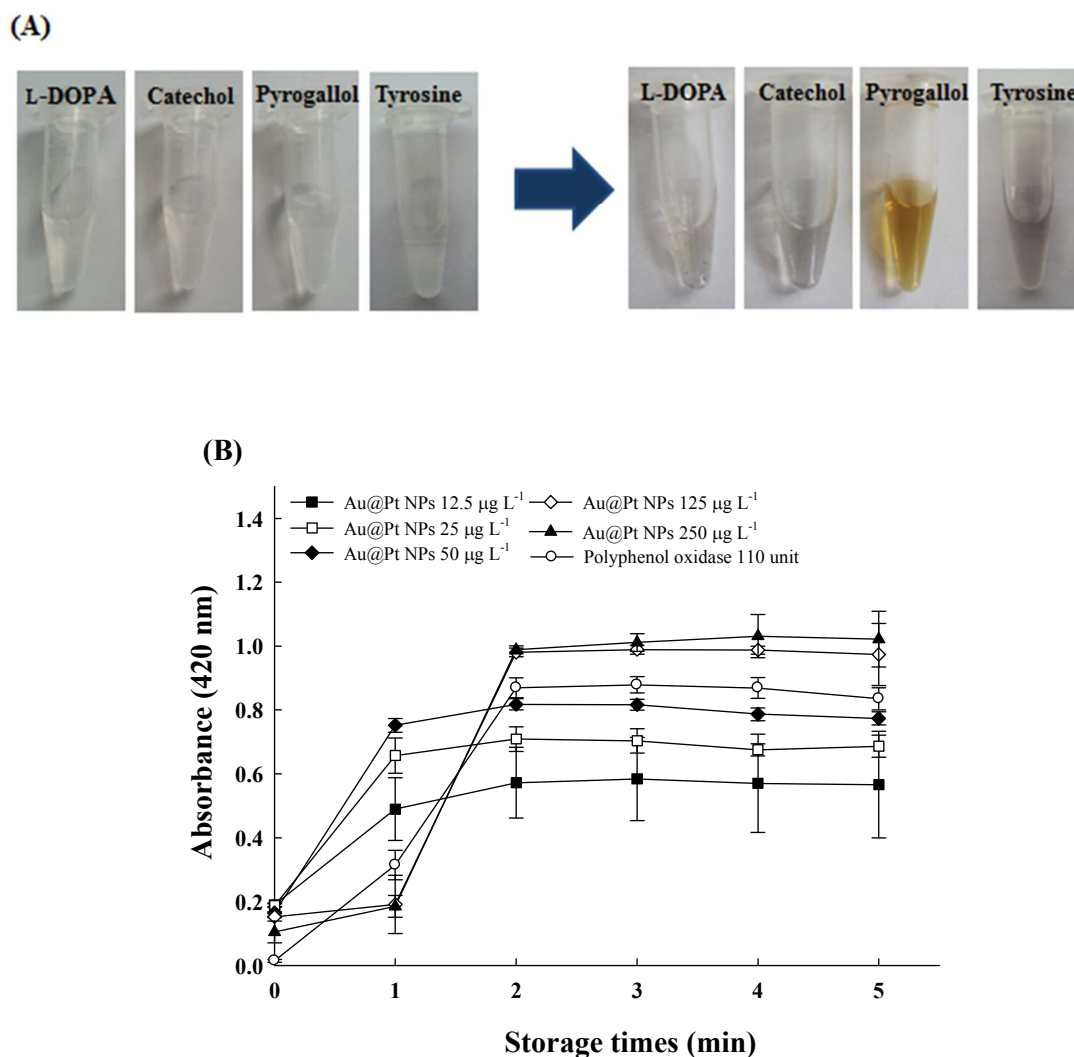 (A)
L-DOPA Catechol Pyrogallol Tyrosine
L-DOPA Catechol Pyrogallol Tyrosine
(B)
Au@Pt NPs 12.5 µg L⁻¹
Au@Pt NPs 25 µg L⁻¹
Au@Pt NPs 50 µg L⁻¹
Au@Pt NPs 125 µg L⁻¹
Au@Pt NPs 250 µg L⁻¹
Polyphenol oxidase 110 unit
Absorbance (420 nm)
1.4
1.2
1.0
0.8
0.6
0.4
0.2
0.0
0 1 2 3 4 5
Storage times (min)